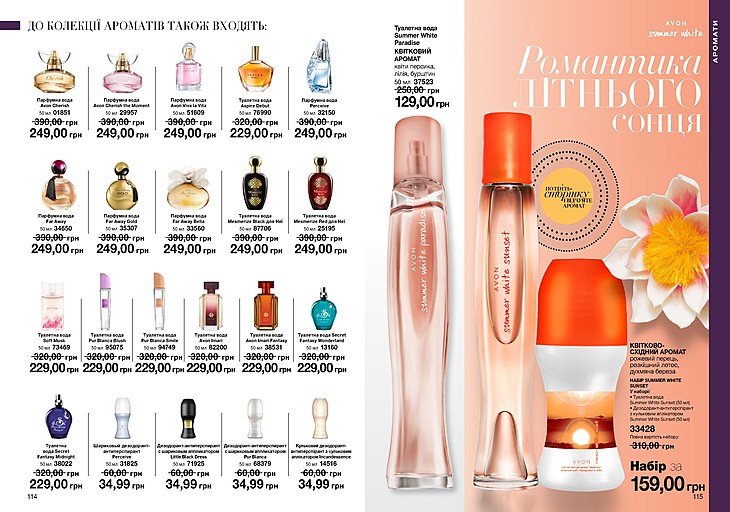 ДО КОЛЕКЦІЇ АРОМАТІВ ТАКОЖ ВХОДЯТЬ:
Парфумна вода
Avon Cherish
50 мл 01851
390,00 грн
249,00 грн
Парфумна вода
Avon Cherish the Moment
50 мл 29957
390,00 грн
249,00 грн
Парфумна вода
Avon Viva la Vita
50 мл 51609
390,00 грн
249,00 грн
Туалетна вода
Aspire Debut
50 мл 76990
320,00 грн
229,00 грн
Парфумна вода
Perceive
50 мл 32150
390,00 грн
249,00 грн
Парфумна вода
Far Away
50 мл 34650
390,00 грн
249,00 грн
Парфумна вода
Far Away Gold
50 мл 35307
390,00 грн
249,00 грн
Парфумна вода
Far Away Bella
50 мл 33560
390,00 грн
249,00 грн
Туалетна вода
Mesmerize Black для Неї
50 мл 87706
390,00 грн
249,00 грн
Туалетна вода
Mesmerize Red для Неї
50 мл 25195
390,00 грн
249,00 грн
Туалетна вода
Soft Musk
50 мл 73469
320,00 грн
229,00 грн
Туалетна вода
Pur Blanca Blush
50 мл 95075
320,00 грн
229,00 грн
Туалетна вода
Pur Blanca Smile
50 мл 94749
320,00 грн
229,00 грн
Туалетна вода
Avon Imari
50 мл 82200
320,00 грн
229,00 грн
Туалетна вода
Avon Imari Fantasy
50 мл 38531
320,00 грн
229,00 грн
Туалетна вода Secret
Fantasy Wonderland
50 мл 13160
320,00 грн
229,00 грн
Туалетна
вода Secret
Fantasy Midnight
50 мл 38022
320,00 грн
229,00 грн
Шариковый дезодорант-
антиперспирант
Perceive
50 мл 31825
60,00 грн
34,99 грн
Дезодорант-антиперспирант
с шариковым аппликатором
Little Black Dress
50 мл 71925
60,00 грн
34,99 грн
Дезодорант-антиперспирант
с шариковым аппликатором
Pur Blanca
50 мл 68379
60,00 грн
34,99 грн
Кульковий дезодорант-
антиперспірант з кульковим
аплікатором Incandessence
50 мл 14516
60,00 грн
34,99 грн
114
Туалетна вода
Summer White
Paradise
КВІТКОВИЙ
АРОМАТ
квіти персика,
лілія, бурштин
50 мл 37523
250,00 грн
129,00 грн
AVON
summer white paradise
AVON
summer white sunset
AVON
summer white
АРОМАТИ
Романтика
ЛІТНЬОГО
СОНЦЯ
ПОТРІТЬ
сторінку
І ВІДЧУЙТЕ
АРОМАТ
AVON
КВІТКОВО-
СХІДНИЙ АРОМАТ
рожевий перець,
розкішний лотос,
духмяна береза
НАБІР SUMMER WHITE
SUNSET
У наборі:
• Туалетна вода
Summer White Sunset (50 мл)
• Дезодорант-антиперспірант
з кульковим аплікатором
Summer White Sunset (50 мл)
33428
Повна вартість набору:
310,00 грн
Набір за
159,00 грн
115